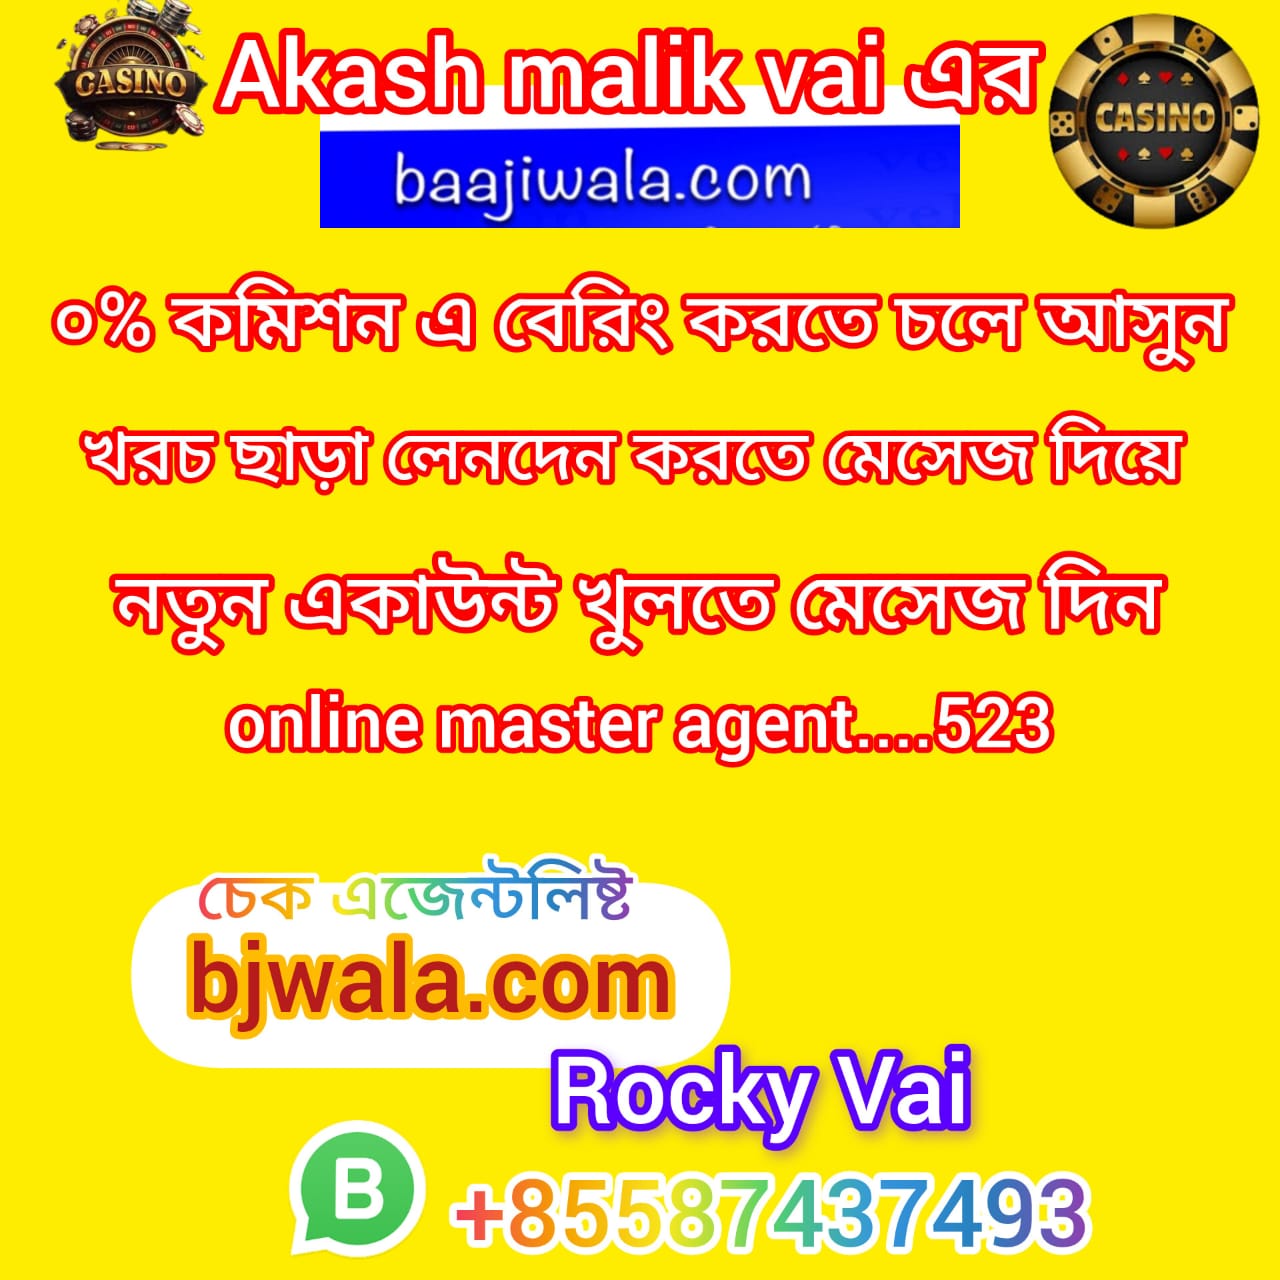 CASINO
Akash malik vai এর
CASINO
baajiwala.com
০% কমিশন এ বেরিং করতে চলে আসুন
খরচ ছাড়া লেনদেন করতে মেসেজ দিয়ে
নতুন একাউন্ট খুলতে মেসেজ দিন
online master agent....523
চেক এজেন্টলিষ্ট
bjwala.com
Rocky Vai
B +85587437493